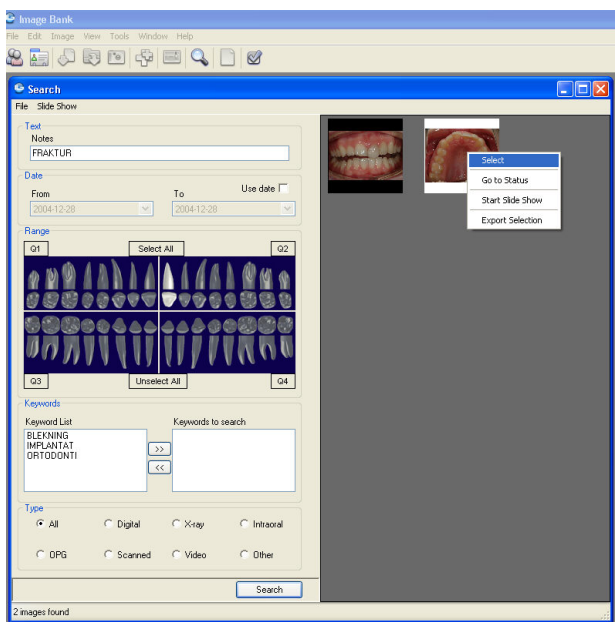 Image Bank
File Edit Image View Tools Window Help
Search
File Slide Show
Text
Notes
FRAKTUR
Date
From To Use date
2004-12-28 2004-12-28
Range
Q1 Select All Q2
Q3 Unselect All Q4
Keywords
Keyword List Keywords to search
BLEKNING
IMPLANTAT
ORTODONTI
>>
<<
Type
All Digital X-ray Intraoral
OPG Scanned Video Other
Search
2 images found
Select
Go to Status
Start Slide Show
Export Selection